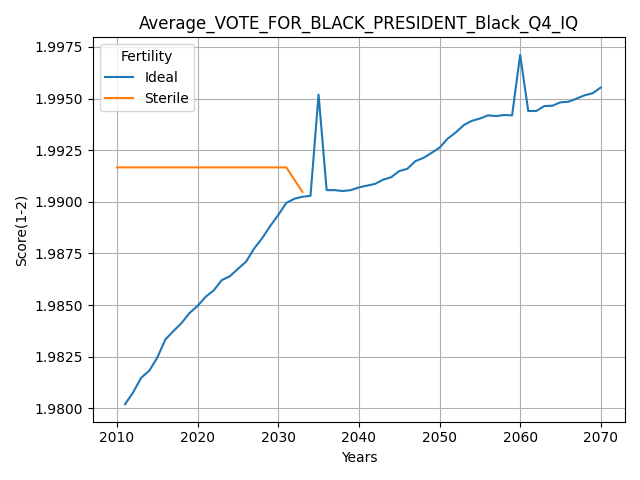 Average_VOTE_FOR_BLACK_PRESIDENT_Black_Q4_IQ
Fertility
Ideal
Sterile
1.9975
1.9950
1.9925
1.9900
1.9875
1.9850
1.9825
1.9800
Score(1-2)
2010 2020 2030 2040 2050 2060 2070
Years